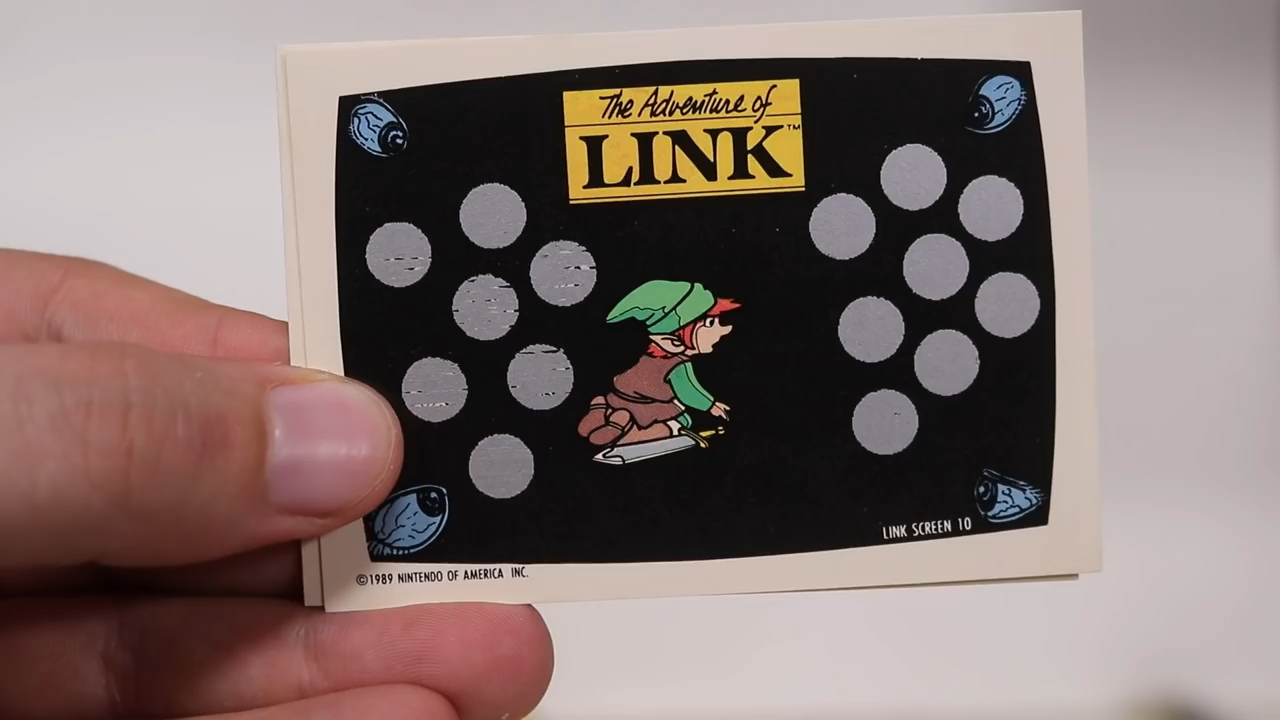 The Adventure of
LINK™
LINK SCREEN 10
©1989 NINTENDO OF AMERICA INC.